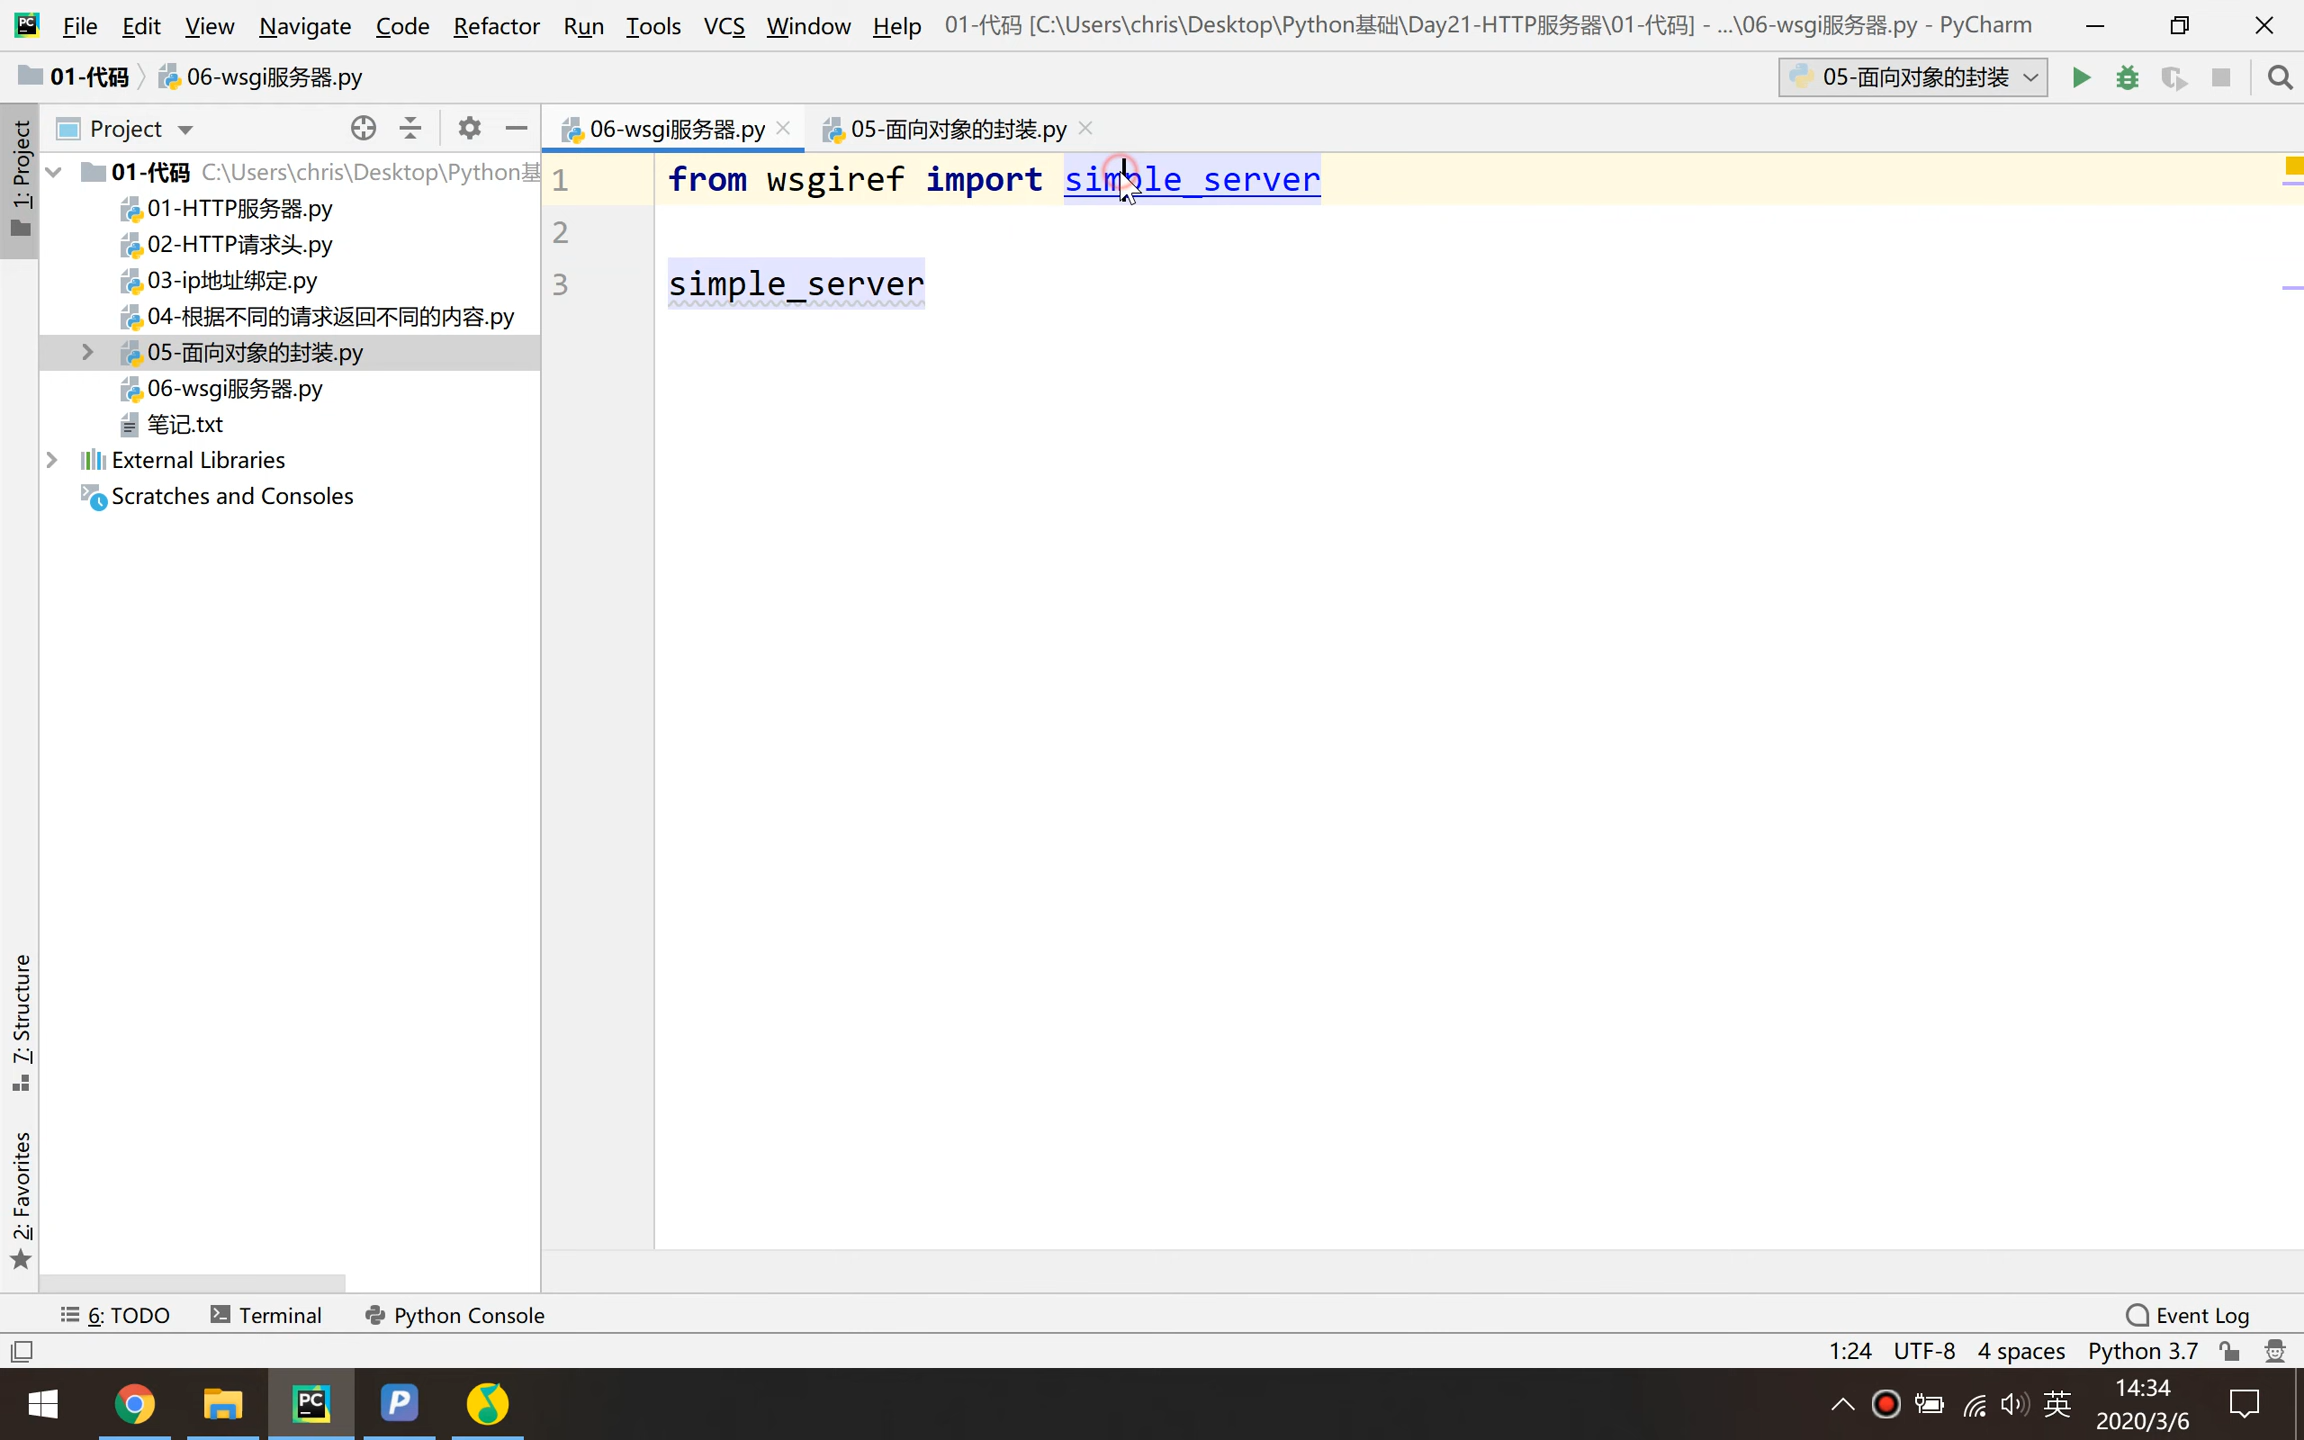 File Edit View Navigate Code Refactor Run Tools VCS Window Help 01-代码 [C:\Users\chris\Desktop\Python基础\Day21-HTTP服务器\01-代码] - ...\06-wsgi服务器.py - PyCharm
01-代码 06-wsgi服务器.py 05-面向对象的封装
1: Project
Project
06-wsgi服务器.py 05-面向对象的封装.py
01-代码 C:\Users\chris\Desktop\Python基
01-HTTP服务器.py
02-HTTP请求头.py
03-ip地址绑定.py
04-根据不同的请求返回不同的内容.py
05-面向对象的封装.py
06-wsgi服务器.py
笔记.txt
External Libraries
Scratches and Consoles
1 from wsgiref import simple_server
2
3 simple_server
7: Structure
2: Favorites
6: TODO Terminal Python Console Event Log
1:24 UTF-8 4 spaces Python 3.7
PC P 英 14:34
2020/3/6